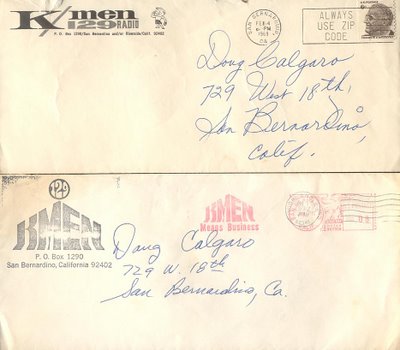 K/men
129 RADIO
P. O. Box 1290/San Bernardino and/or Riverside/Calif. 92402
SAN BERNARDINO
FEB-4
PM
1969
CA
ALWAYS
USE ZIP
CODE
Doug Calgaro
729 West 18th,
San Bernardino,
Calif.
129
KMEN
P. O. Box 1290
San Bernardino, California 92402
KMEN
Means Business
Doug Calgaro
729 W. 18th
San Bernardino, Ca.